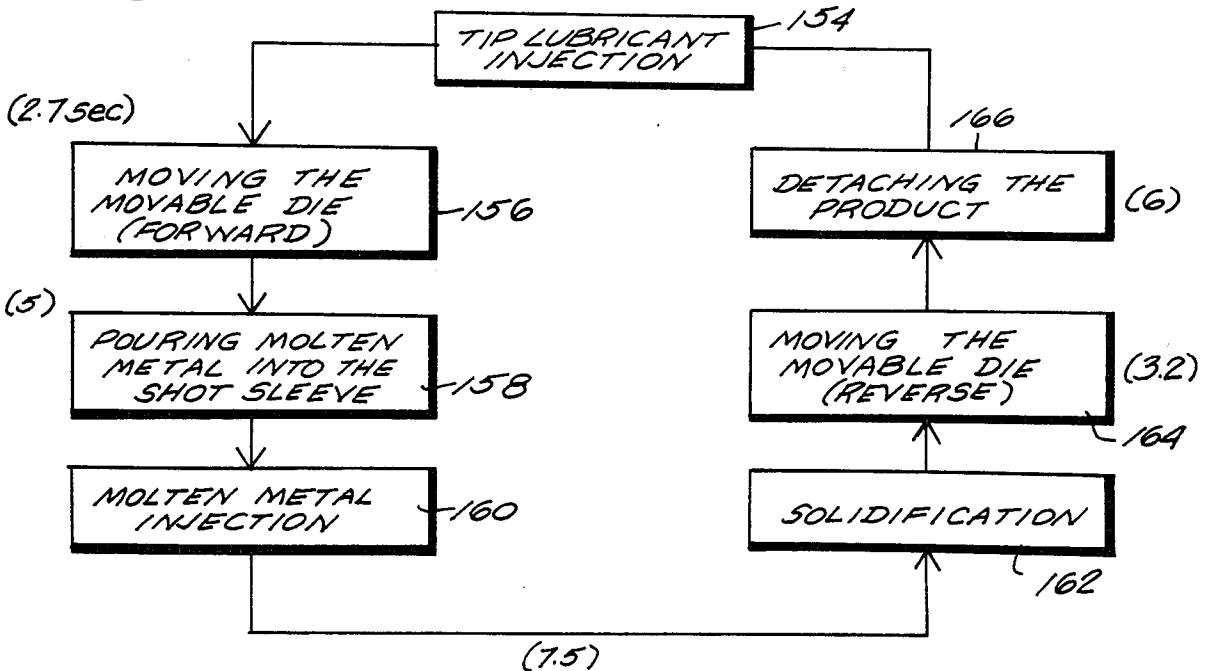 TIP LUBRICANT
INJECTION
154
(2.7sec)
MOVING THE
MOVABLE DIE
(FORWARD)
156
(5)
POURING MOLTEN
METAL INTO THE
SHOT SLEEVE
158
MOLTEN METAL
INJECTION
160
(7.5)
SOLIDIFICATION
162
MOVING THE
MOVABLE DIE
(REVERSE)
(3.2)
164
166
DETACHING THE
PRODUCT
(6)